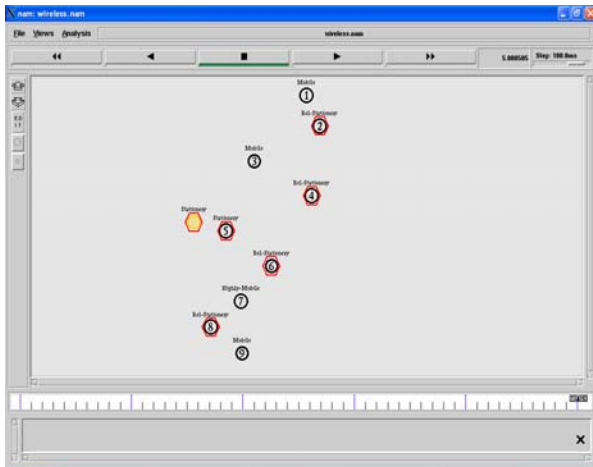 nam: wireless.nam
File Views Analysis wireless.nam
5.000505 Step: 100.0ms
Mobile
1
Rel-Stationary
2
Mobile
3
Rel-Stationary
4
Stationary
Stationary
5
Rel-Stationary
6
Highly-Mobile
7
Rel-Stationary
8
Mobile
9